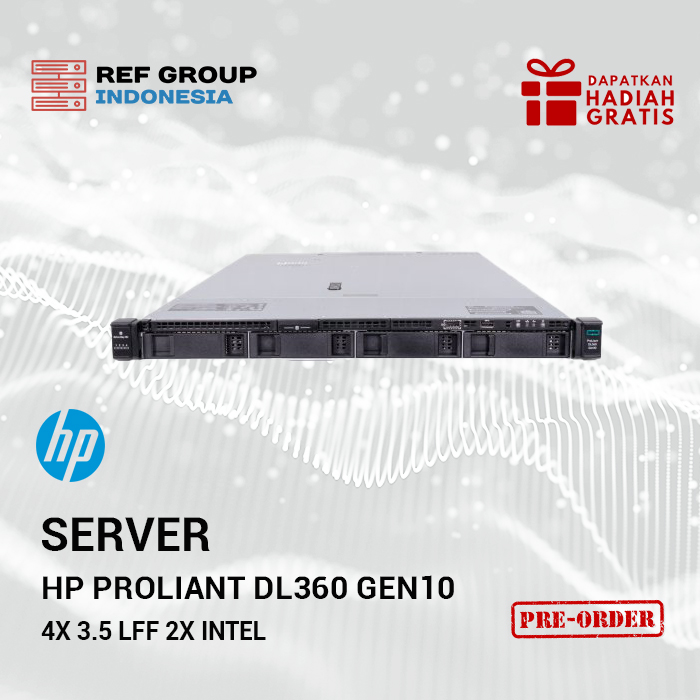 REF GROUP
INDONESIA
DAPATKAN
HADIAH
GRATIS
hp
SERVER
HP PROLIANT DL360 GEN10
4X 3.5 LFF 2X INTEL
PRE-ORDER